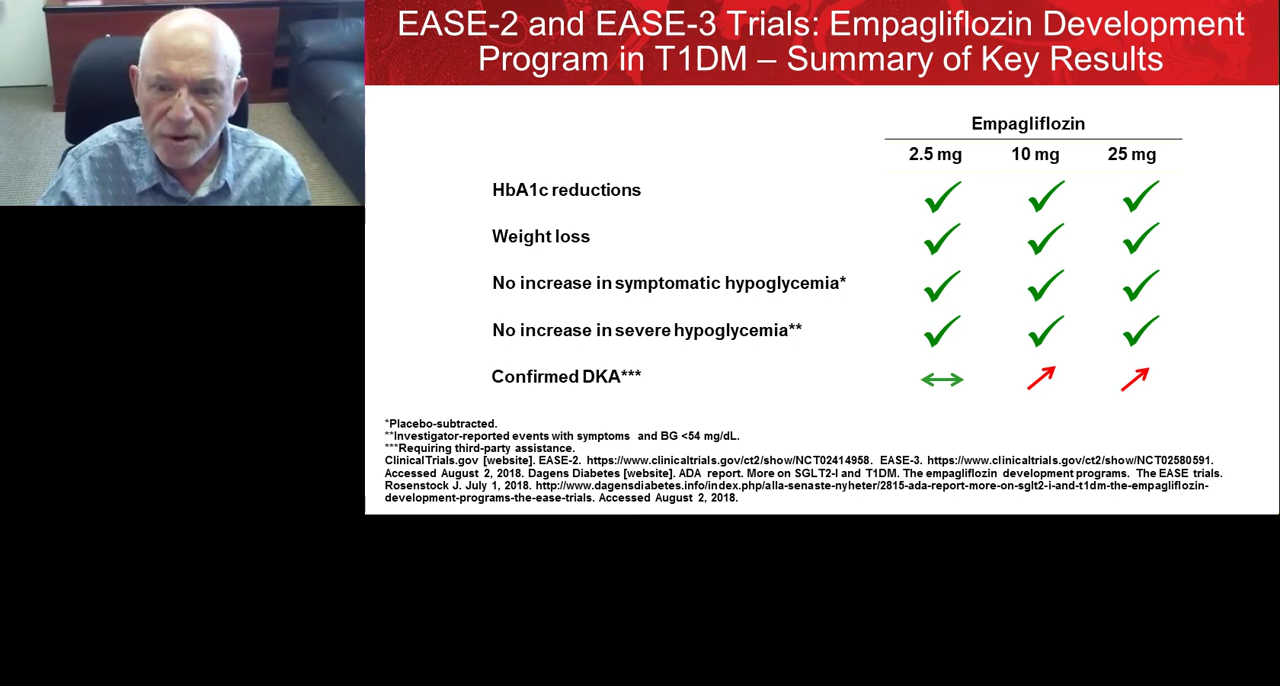 EASE-2 and EASE-3 Trials: Empagliflozin Development
Program in T1DM – Summary of Key Results
Empagliflozin
2.5 mg 10 mg 25 mg
HbA1c reductions
Weight loss
No increase in symptomatic hypoglycemia*
No increase in severe hypoglycemia**
Confirmed DKA***
*Placebo-subtracted.
**Investigator-reported events with symptoms and BG <54 mg/dL.
***Requiring third-party assistance.
ClinicalTrials.gov [website]. EASE-2. https://www.clinicaltrials.gov/ct2/show/NCT02414958. EASE-3. https://www.clinicaltrials.gov/ct2/show/NCT02580591.
Accessed August 2, 2018. Dagens Diabetes [website]. ADA report. More on SGLT2-I and T1DM. The empagliflozin development programs. The EASE trials.
Rosenstock J. July 1, 2018. http://www.dagensdiabetes.info/index.php/alla-senaste-nyheter/2815-ada-report-more-on-sglt2-i-and-t1dm-the-empagliflozin-
development-programs-the-ease-trials. Accessed August 2, 2018.